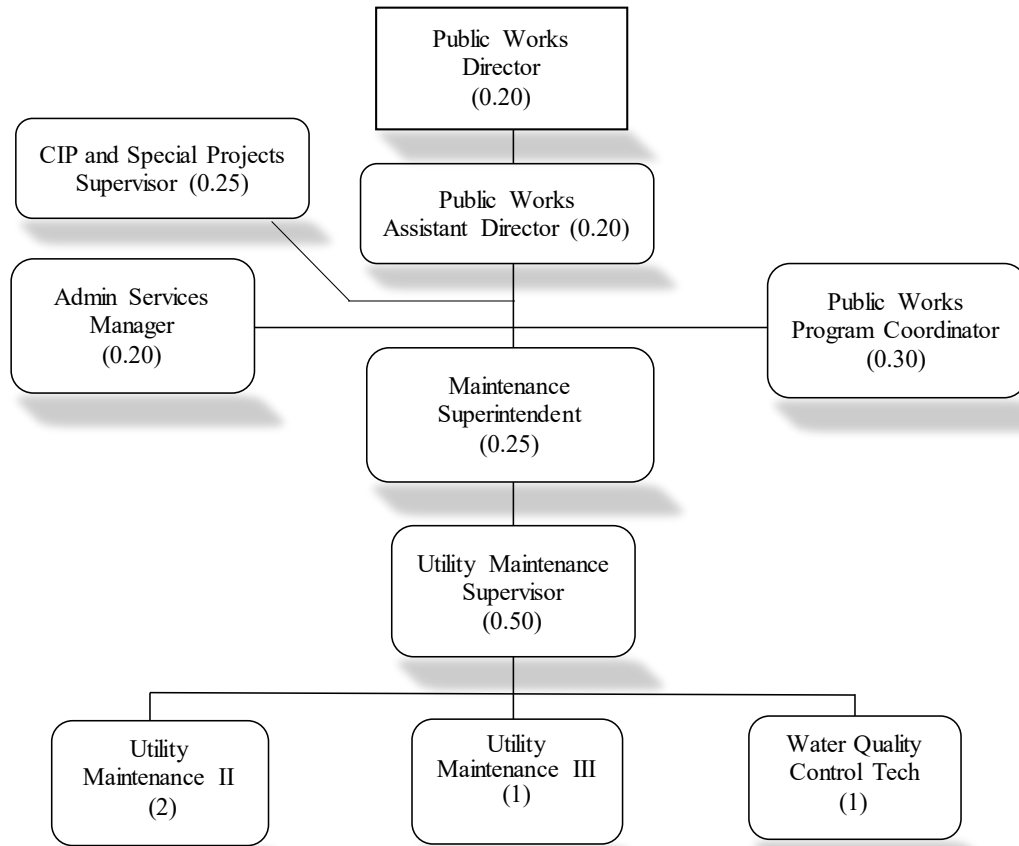 Public Works
Director
(0.20)
CIP and Special Projects
Supervisor (0.25)
Public Works
Assistant Director (0.20)
Admin Services
Manager
(0.20)
Public Works
Program Coordinator
(0.30)
Maintenance
Superintendent
(0.25)
Utility Maintenance
Supervisor
(0.50)
Utility
Maintenance II
(2)
Utility
Maintenance III
(1)
Water Quality
Control Tech
(1)